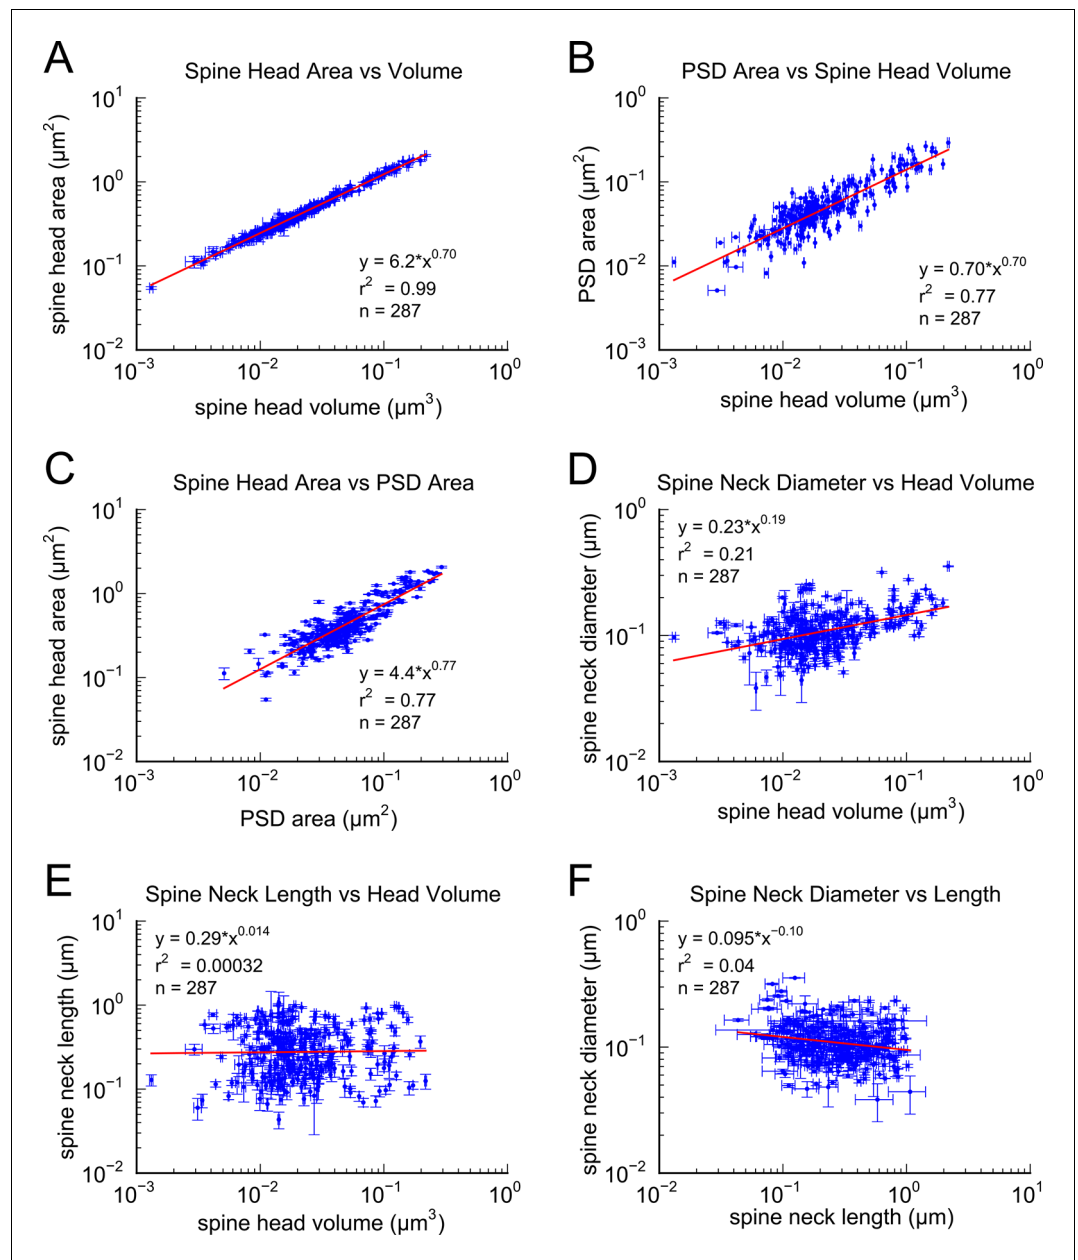 A
Spine Head Area vs Volume
10^1
10^0
10^−1
10^−2
spine head area (µm^2)
y = 6.2*x^0.70
r^2 = 0.99
n = 287
10^−3 10^−2 10^−1 10^0
spine head volume (µm^3)
B
PSD Area vs Spine Head Volume
10^0
10^−1
10^−2
10^−3
PSD area (µm^2)
y = 0.70*x^0.70
r^2 = 0.77
n = 287
10^−3 10^−2 10^−1 10^0
spine head volume (µm^3)
C
Spine Head Area vs PSD Area
10^1
10^0
10^−1
10^−2
spine head area (µm^2)
y = 4.4*x^0.77
r^2 = 0.77
n = 287
10^−3 10^−2 10^−1 10^0
PSD area (µm^2)
D
Spine Neck Diameter vs Head Volume
10^0
10^−1
10^−2
spine neck diameter (µm)
y = 0.23*x^0.19
r^2 = 0.21
n = 287
10^−3 10^−2 10^−1 10^0
spine head volume (µm^3)
E
Spine Neck Length vs Head Volume
10^1
10^0
10^−1
10^−2
spine neck length (µm)
y = 0.29*x^0.014
r^2 = 0.00032
n = 287
10^−3 10^−2 10^−1 10^0
spine head volume (µm^3)
F
Spine Neck Diameter vs Length
10^0
10^−1
10^−2
spine neck diameter (µm)
y = 0.095*x^−0.10
r^2 = 0.04
n = 287
10^−2 10^−1 10^0 10^1
spine neck length (µm)